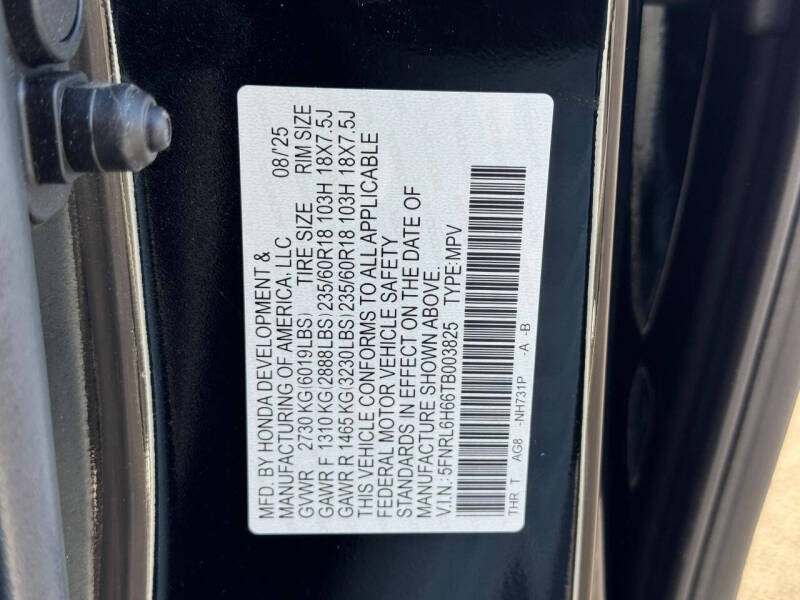 MFD. BY HONDA DEVELOPMENT &
MANUFACTURING OF AMERICA, LLC 08/'25
GVWR 2730 KG(6019LBS) TIRE SIZE RIM SIZE
GAWR F 1310 KG(2888LBS) 235/60R18 103H 18X7.5J
GAWR R 1465 KG(3230LBS) 235/60R18 103H 18X7.5J
THIS VEHICLE CONFORMS TO ALL APPLICABLE
FEDERAL MOTOR VEHICLE SAFETY
STANDARDS IN EFFECT ON THE DATE OF
MANUFACTURE SHOWN ABOVE.
V.I.N.: 5FNRL6H66TB003825 TYPE: MPV
THR T AG8 -NH731P -A -B